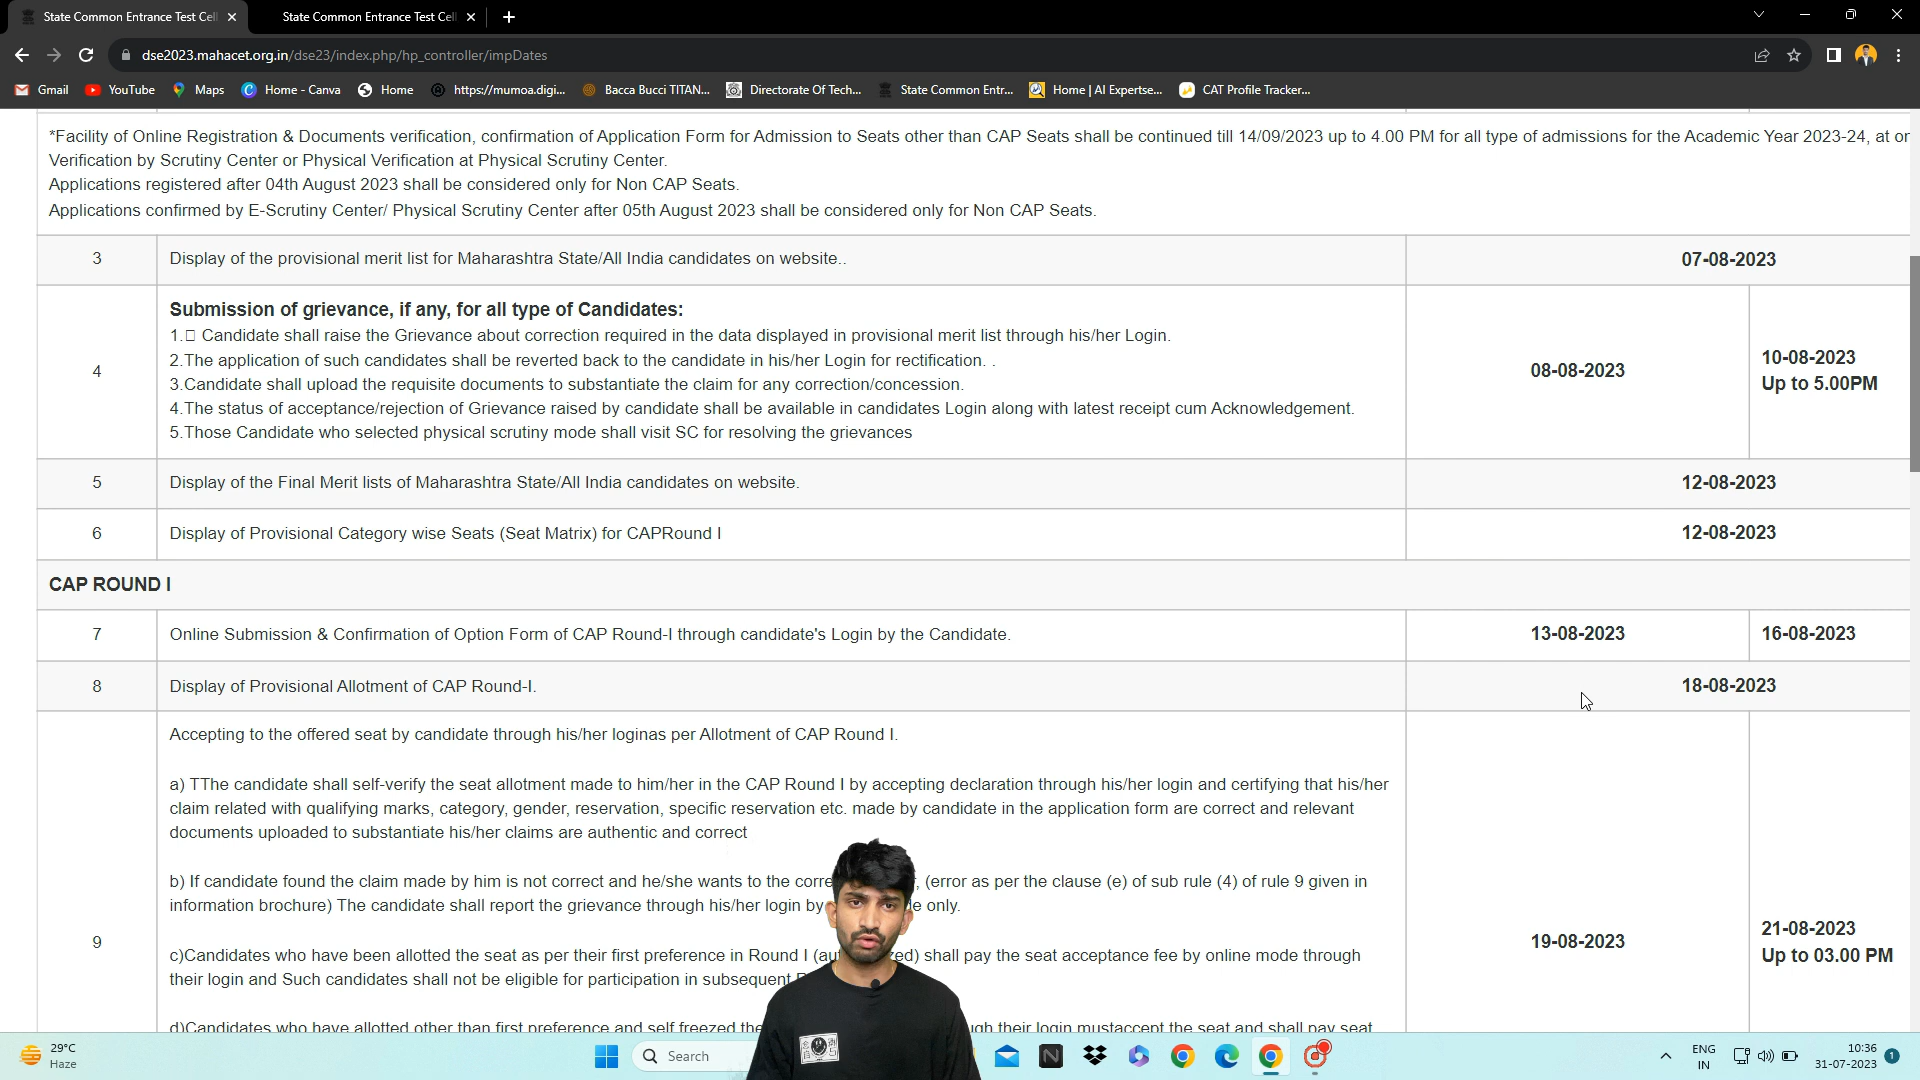 State Common Entrance Test Cell
State Common Entrance Test Cell
dse2023.mahacet.org.in/dse23/index.php/hp_controller/impDates
Gmail
YouTube
Maps
Home - Canva
Home
https://mumoa.digi...
Bacca Bucci TITAN...
Directorate Of Tech...
State Common Entr...
Home | AI Expertse...
CAT Profile Tracker...
*Facility of Online Registration & Documents verification, confirmation of Application Form for Admission to Seats other than CAP Seats shall be continued till 14/09/2023 up to 4.00 PM for all type of admissions for the Academic Year 2023-24, at or
Verification by Scrutiny Center or Physical Verification at Physical Scrutiny Center.
Applications registered after 04th August 2023 shall be considered only for Non CAP Seats.
Applications confirmed by E-Scrutiny Center/ Physical Scrutiny Center after 05th August 2023 shall be considered only for Non CAP Seats.
3
Display of the provisional merit list for Maharashtra State/All India candidates on website..
07-08-2023
4
Submission of grievance, if any, for all type of Candidates:
1. Candidate shall raise the Grievance about correction required in the data displayed in provisional merit list through his/her Login.
2.The application of such candidates shall be reverted back to the candidate in his/her Login for rectification. .
3.Candidate shall upload the requisite documents to substantiate the claim for any correction/concession.
4.The status of acceptance/rejection of Grievance raised by candidate shall be available in candidates Login along with latest receipt cum Acknowledgement.
5.Those Candidate who selected physical scrutiny mode shall visit SC for resolving the grievances
08-08-2023
10-08-2023
Up to 5.00PM
5
Display of the Final Merit lists of Maharashtra State/All India candidates on website.
12-08-2023
6
Display of Provisional Category wise Seats (Seat Matrix) for CAPRound I
12-08-2023
CAP ROUND I
7
Online Submission & Confirmation of Option Form of CAP Round-I through candidate's Login by the Candidate.
13-08-2023
16-08-2023
8
Display of Provisional Allotment of CAP Round-I.
18-08-2023
9
Accepting to the offered seat by candidate through his/her loginas per Allotment of CAP Round I.
a) TThe candidate shall self-verify the seat allotment made to him/her in the CAP Round I by accepting declaration through his/her login and certifying that his/her
claim related with qualifying marks, category, gender, reservation, specific reservation etc. made by candidate in the application form are correct and relevant
documents uploaded to substantiate his/her claims are authentic and correct
b) If candidate found the claim made by him is not correct and he/she wants to the (error as per the clause (e) of sub rule (4) of rule 9 given in
information brochure) The candidate shall report the grievance through his/her login by only.
c)Candidates who have been allotted the seat as per their first preference in Round I shall pay the seat acceptance fee by online mode through
their login and Such candidates shall not be eligible for participation in subsequent
d)Candidates who have allotted other than first preference and self freezed their login mustaccept the seat and shall pay seat
19-08-2023
21-08-2023
Up to 03.00 PM
29°C
Haze
Search
ENG
IN
10:36
31-07-2023
1